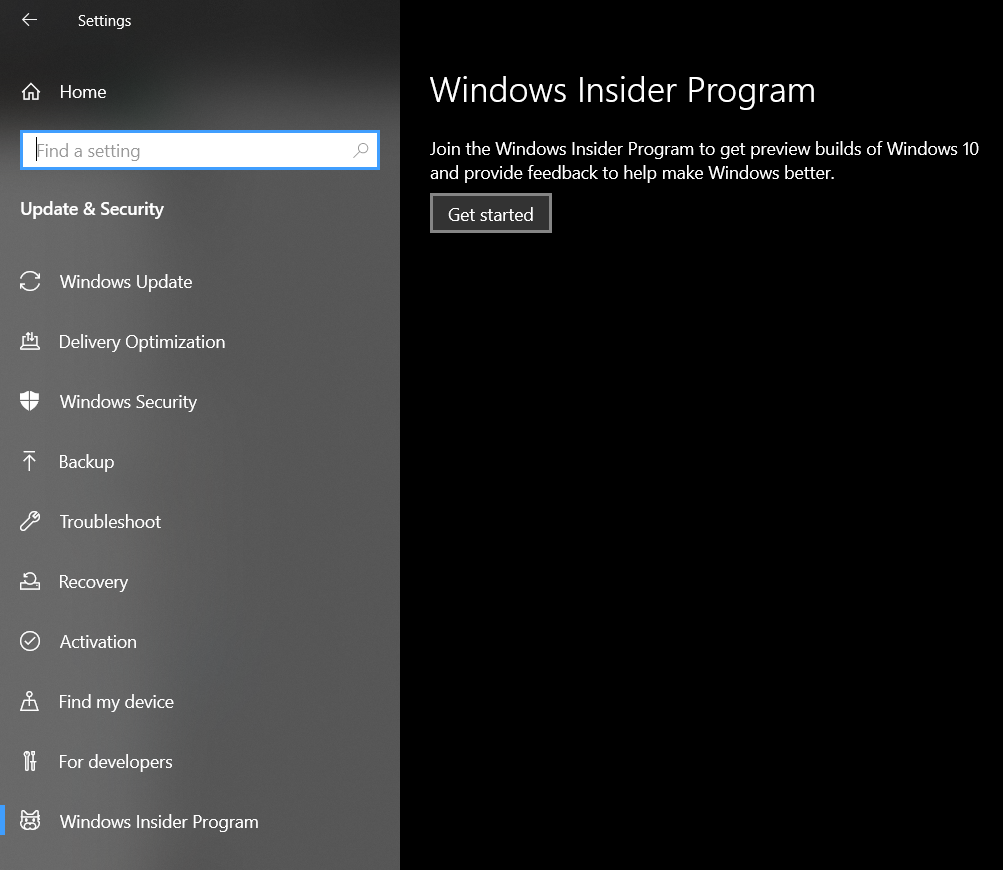 Settings
Home
Find a setting
Update & Security
Windows Update
Delivery Optimization
Windows Security
Backup
Troubleshoot
Recovery
Activation
Find my device
For developers
Windows Insider Program
Windows Insider Program
Join the Windows Insider Program to get preview builds of Windows 10
and provide feedback to help make Windows better.
Get started